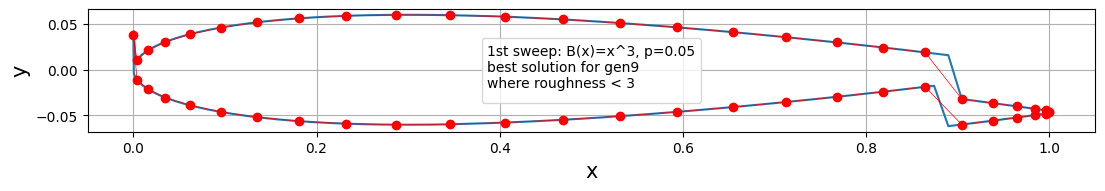 0.05
0.00
−0.05
y
1st sweep: B(x)=x^3, p=0.05
best solution for gen9
where roughness < 3
0.0 0.2 0.4 0.6 0.8 1.0
x